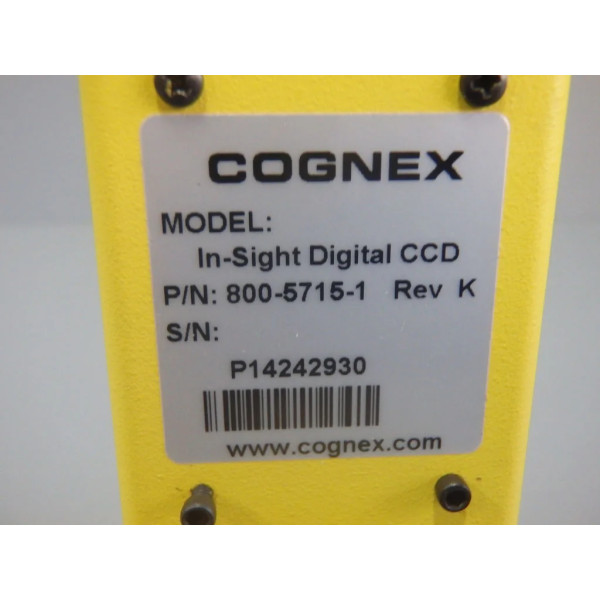 COGNEX
MODEL:
In-Sight Digital CCD
P/N: 800-5715-1 Rev K
S/N:
P14242930
www.cognex.com